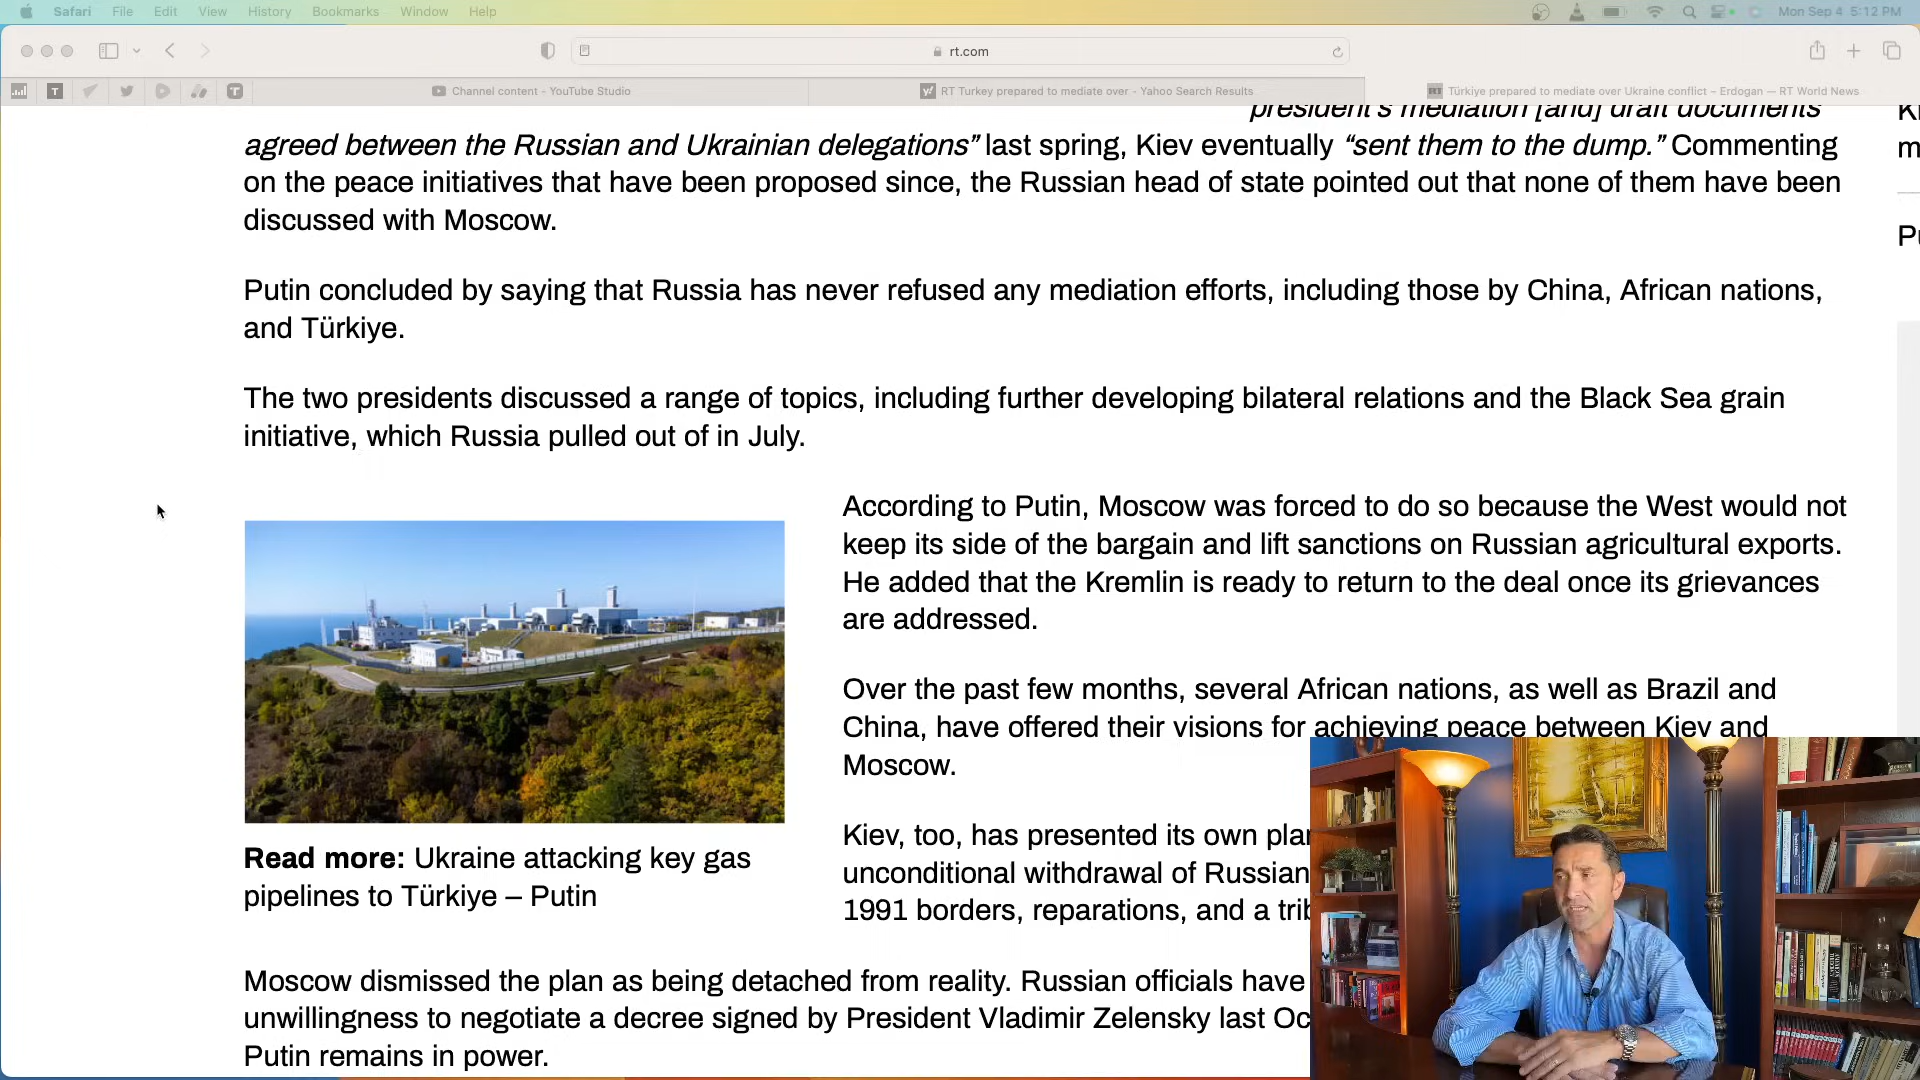 Safari File Edit View History Bookmarks Window Help
Mon Sep 4 5:12 PM
rt.com
Channel content - YouTube Studio
RT Turkey prepared to mediate over - Yahoo Search Results
Türkiye prepared to mediate over Ukraine conflict – Erdogan — RT World News
president's mediation [and] draft documents
agreed between the Russian and Ukrainian delegations” last spring, Kiev eventually “sent them to the dump.” Commenting
on the peace initiatives that have been proposed since, the Russian head of state pointed out that none of them have been
discussed with Moscow.
Putin concluded by saying that Russia has never refused any mediation efforts, including those by China, African nations,
and Türkiye.
The two presidents discussed a range of topics, including further developing bilateral relations and the Black Sea grain
initiative, which Russia pulled out of in July.
According to Putin, Moscow was forced to do so because the West would not
keep its side of the bargain and lift sanctions on Russian agricultural exports.
He added that the Kremlin is ready to return to the deal once its grievances
are addressed.
Over the past few months, several African nations, as well as Brazil and
China, have offered their visions for achieving peace between Kiev and
Moscow.
Kiev, too, has presented its own plan
unconditional withdrawal of Russian
1991 borders, reparations, and a trib
Read more: Ukraine attacking key gas
pipelines to Türkiye – Putin
Moscow dismissed the plan as being detached from reality. Russian officials have
unwillingness to negotiate a decree signed by President Vladimir Zelensky last Oc
Putin remains in power.